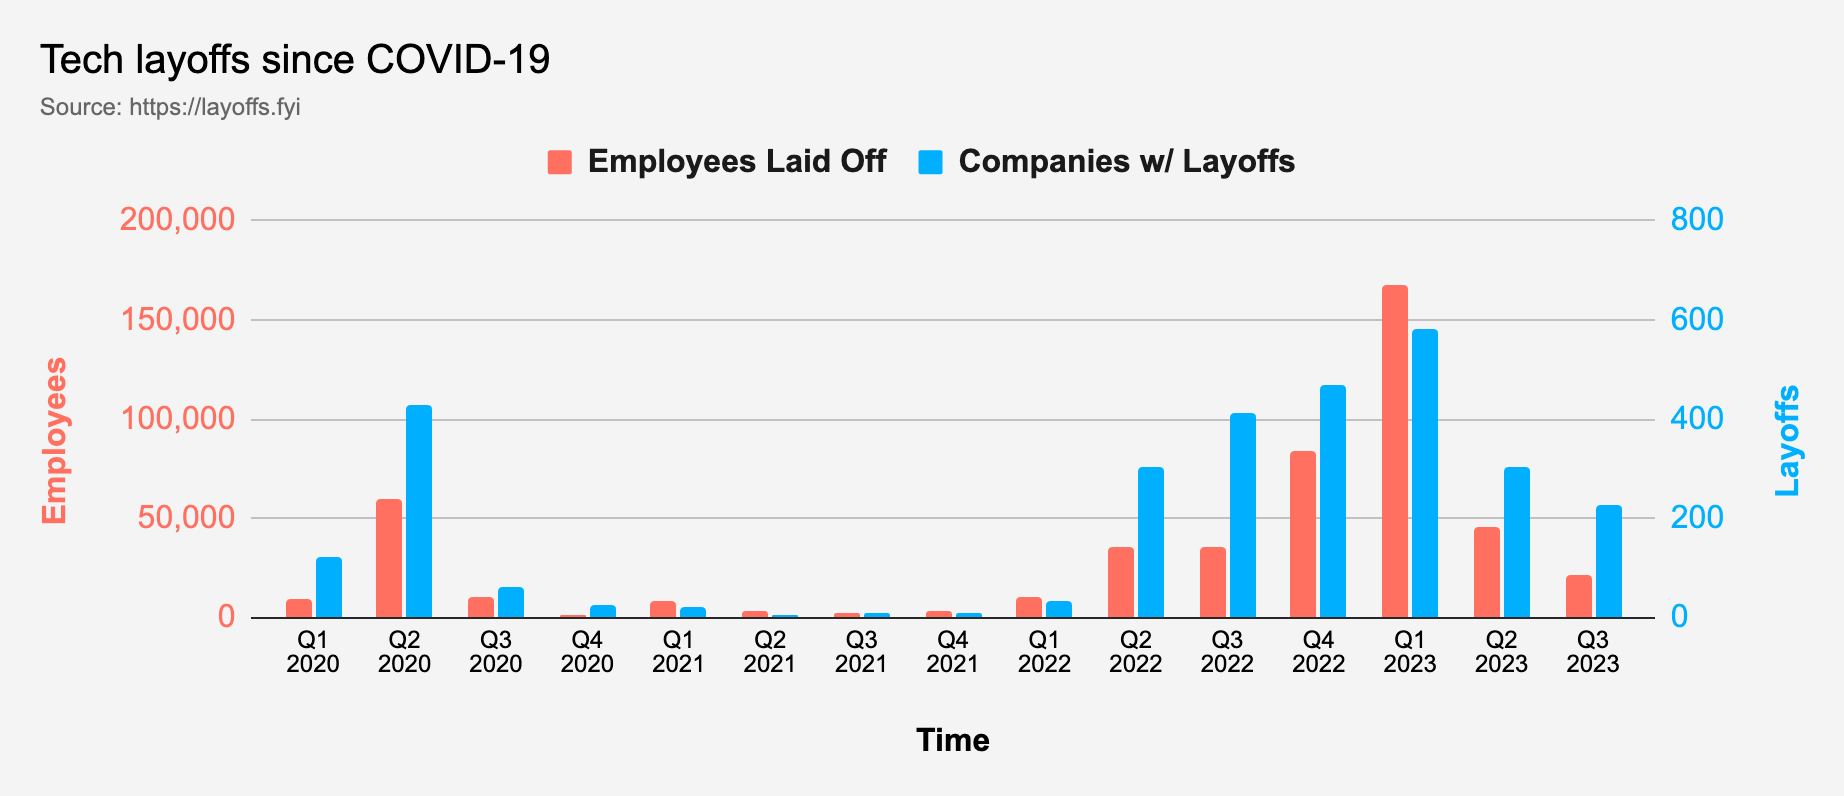 Tech layoffs since COVID-19
Source: https://layoffs.fyi
Employees Laid Off
Companies w/ Layoffs
200,000
150,000
100,000
50,000
0
Employees
800
600
400
200
0
Layoffs
Q1
2020
Q2
2020
Q3
2020
Q4
2020
Q1
2021
Q2
2021
Q3
2021
Q4
2021
Q1
2022
Q2
2022
Q3
2022
Q4
2022
Q1
2023
Q2
2023
Q3
2023
Time